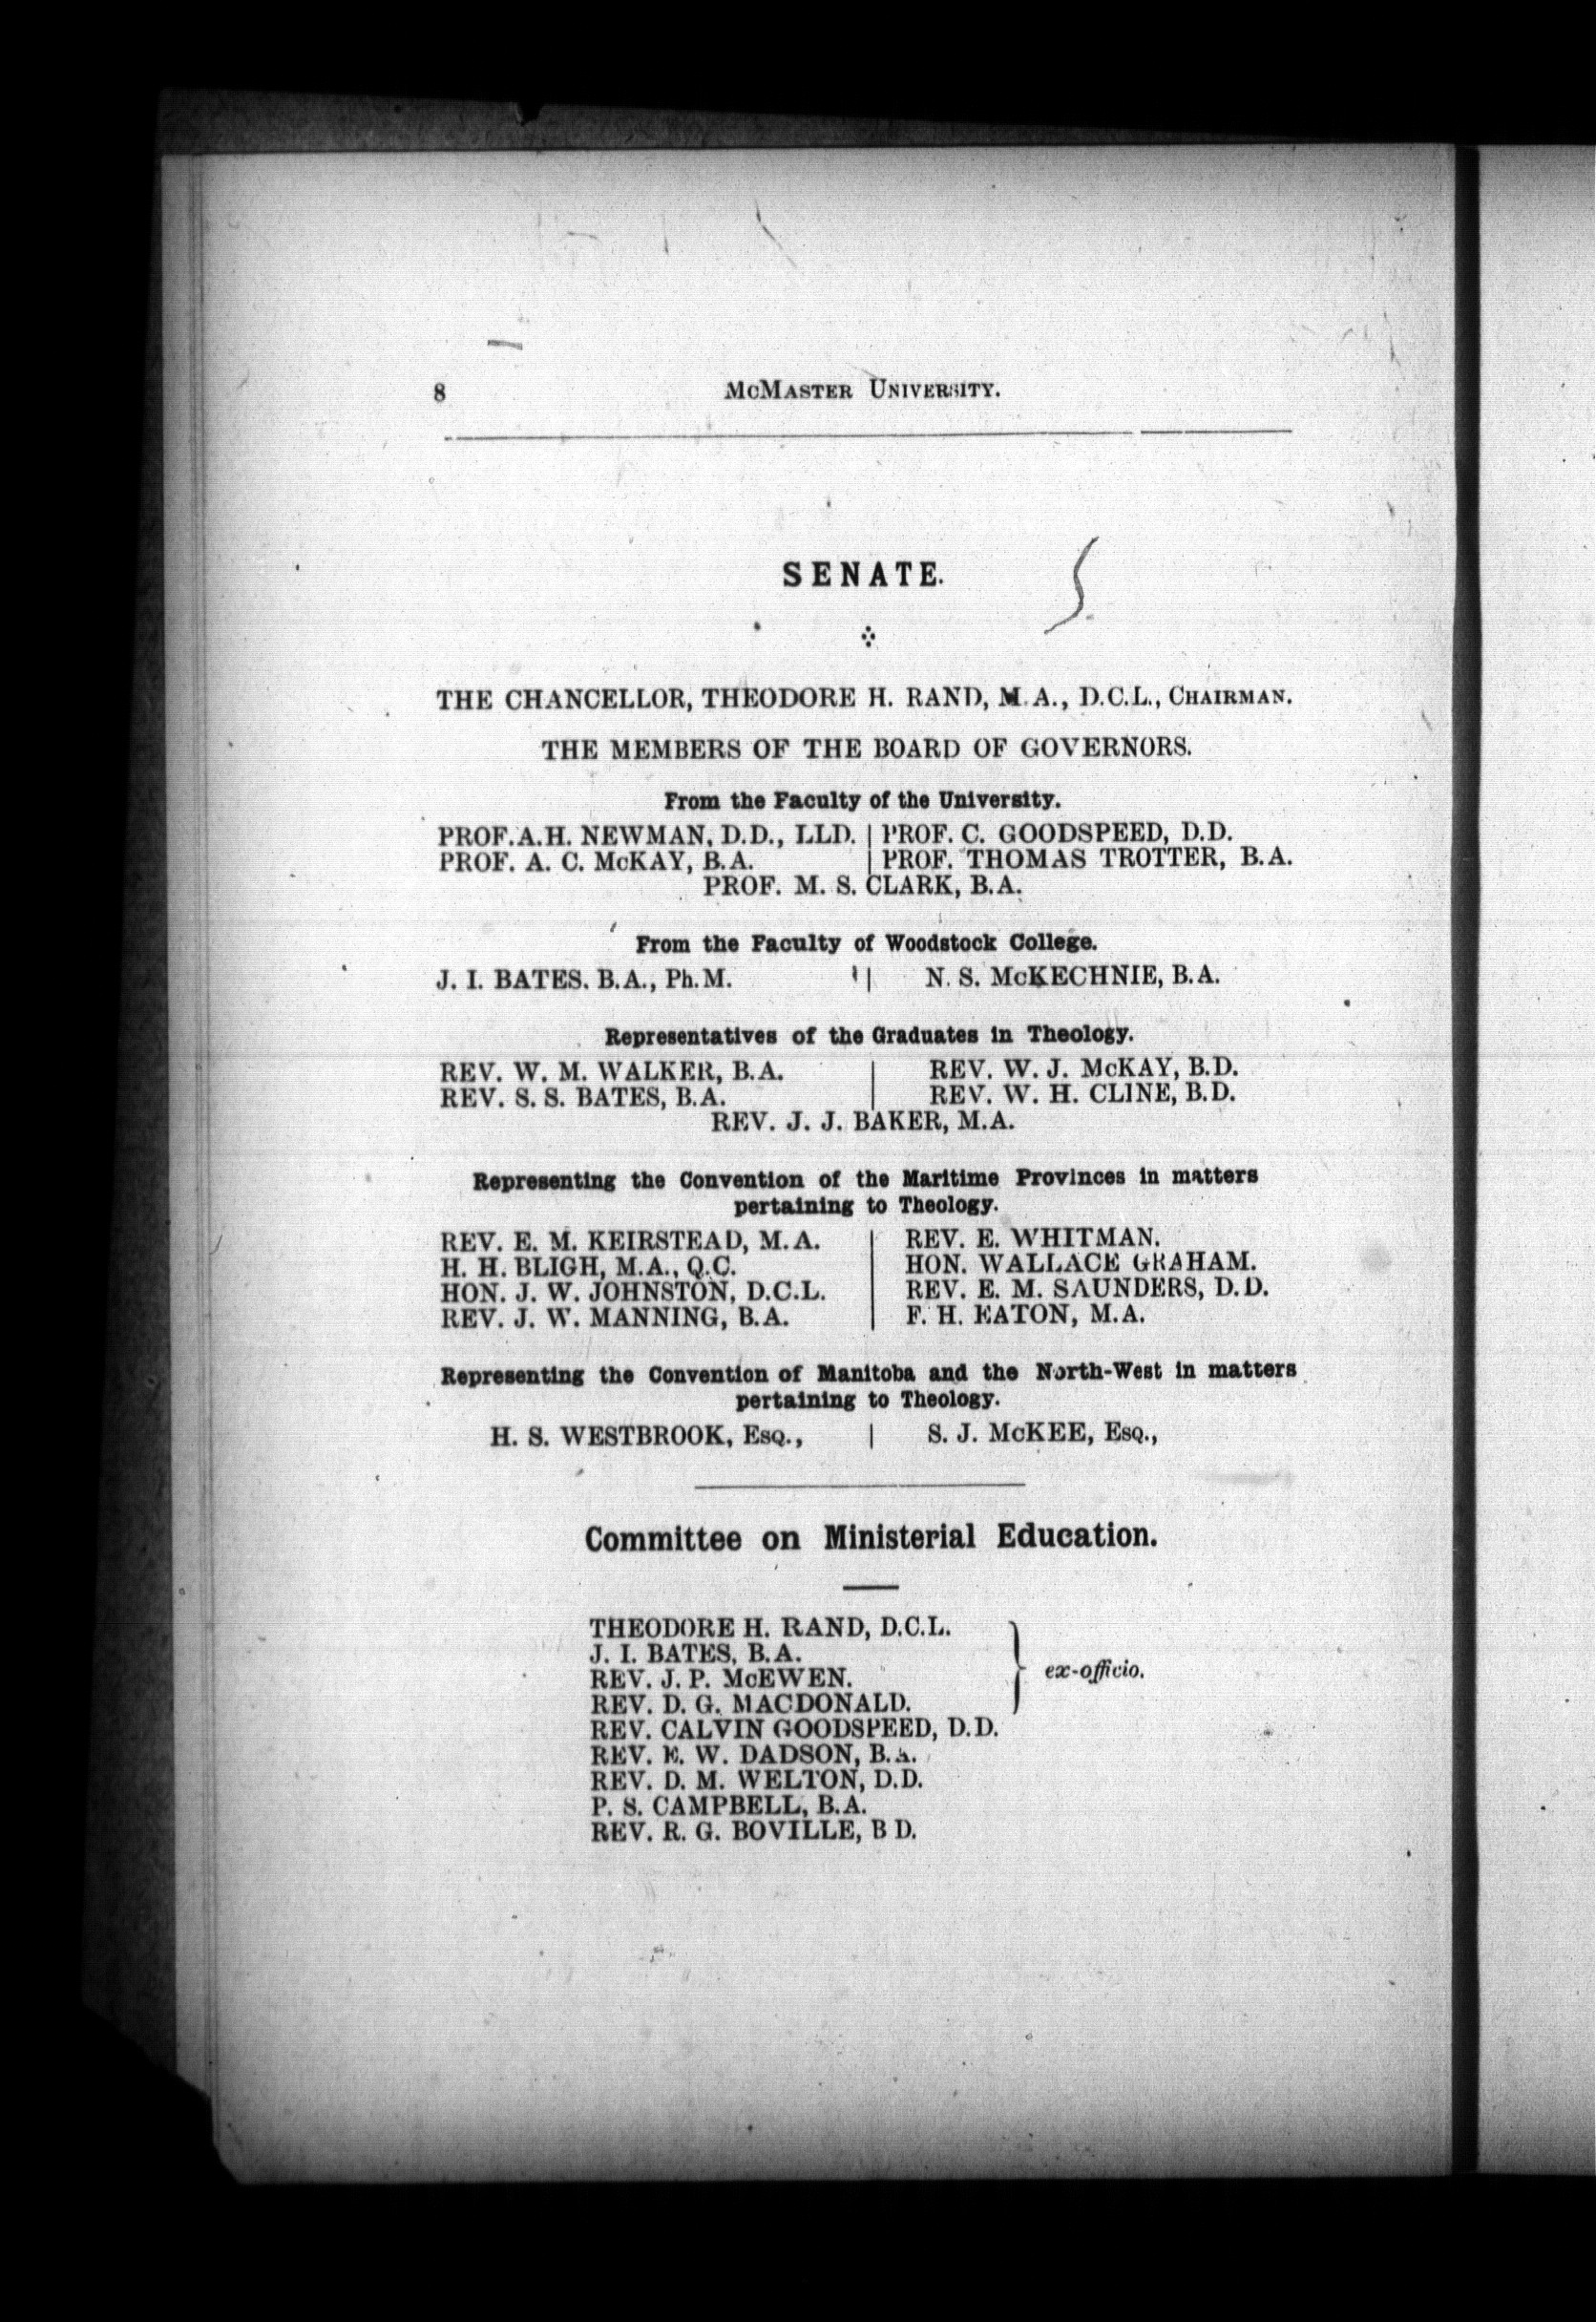 8 McMaster University.
SENATE.
THE CHANCELLOR, THEODORE H. RAND, M.A., D.C.L., Chairman.
THE MEMBERS OF THE BOARD OF GOVERNORS.
From the Faculty of the University.
PROF.A.H. NEWMAN, D.D., LLD. | PROF. C. GOODSPEED, D.D.
PROF. A. C. McKAY, B.A. | PROF. THOMAS TROTTER, B.A.
PROF. M. S. CLARK, B.A.
From the Faculty of Woodstock College.
J. I. BATES. B.A., Ph.M. | N. S. McKECHNIE, B.A.
Representatives of the Graduates in Theology.
REV. W. M. WALKER, B.A. | REV. W. J. McKAY, B.D.
REV. S. S. BATES, B.A. | REV. W. H. CLINE, B.D.
REV. J. J. BAKER, M.A.
Representing the Convention of the Maritime Provinces in matters
pertaining to Theology.
REV. E. M. KEIRSTEAD, M.A. | REV. E. WHITMAN.
H. H. BLIGH, M.A., Q.C. | HON. WALLACE GRAHAM.
HON. J. W. JOHNSTON, D.C.L. | REV. E. M. SAUNDERS, D.D.
REV. J. W. MANNING, B.A. | F. H. EATON, M.A.
Representing the Convention of Manitoba and the North-West in matters
pertaining to Theology.
H. S. WESTBROOK, Esq., | S. J. McKEE, Esq.,
Committee on Ministerial Education.
THEODORE H. RAND, D.C.L.
J. I. BATES, B.A.
REV. J. P. McEWEN.
ex-officio.
REV. D. G. MACDONALD.
REV. CALVIN GOODSPEED, D.D.
REV. E. W. DADSON, B.A.
REV. D. M. WELTON, D.D.
P. S. CAMPBELL, B.A.
REV. R. G. BOVILLE, B D.